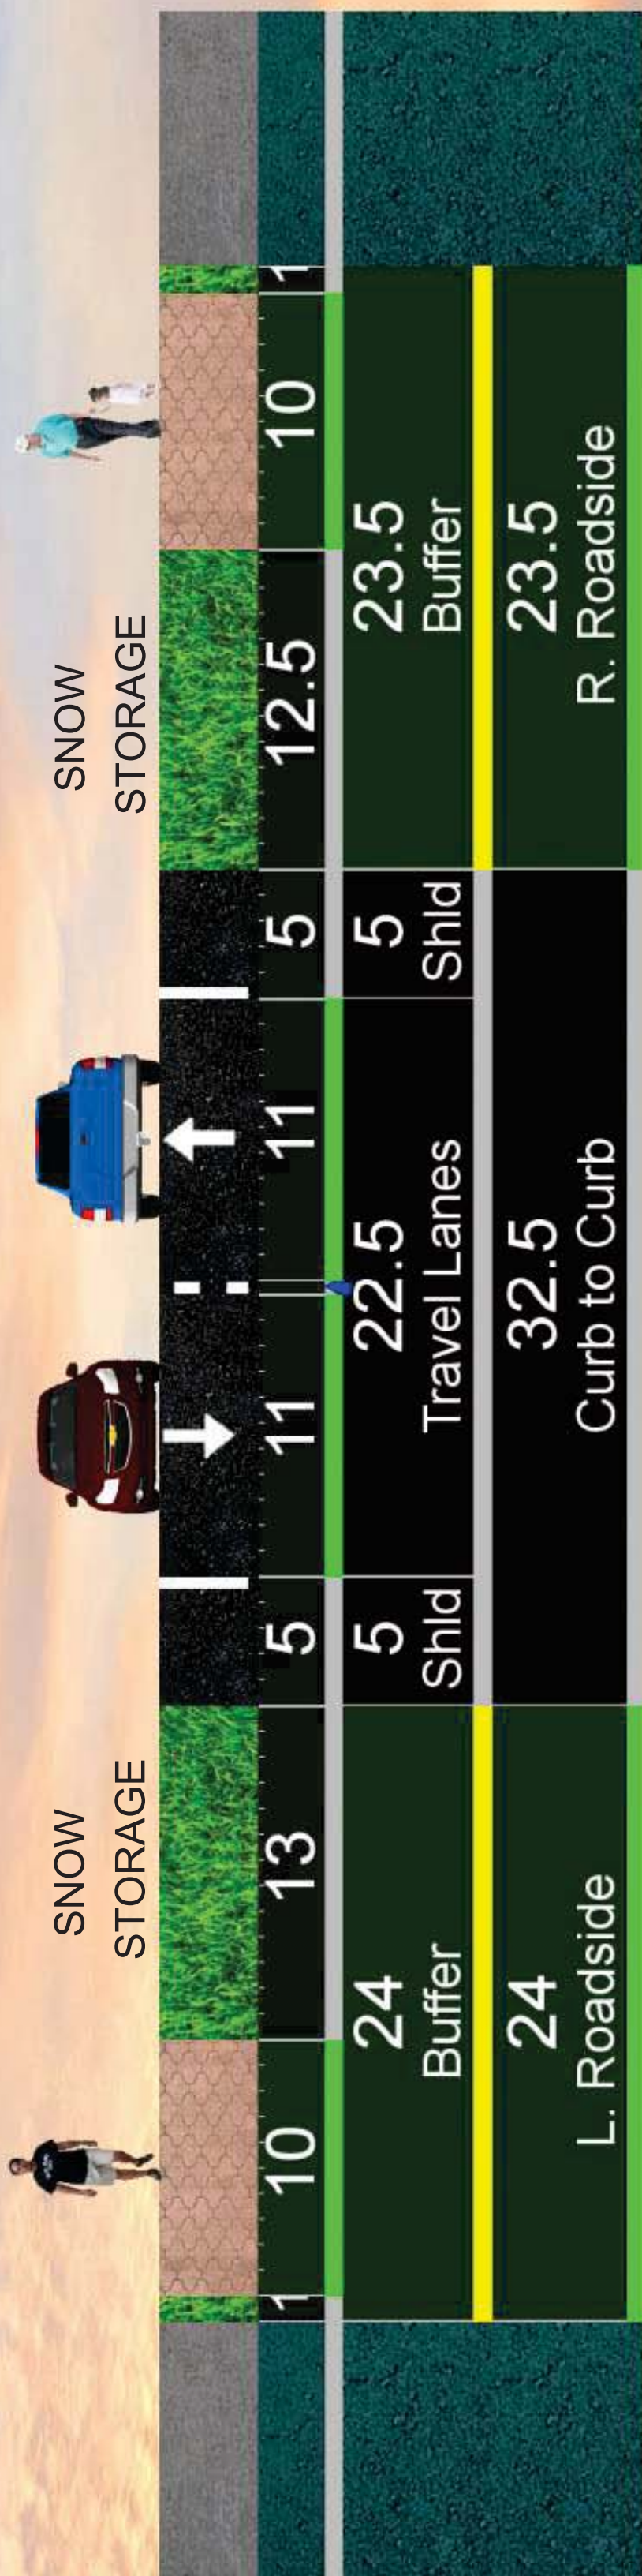 SNOW
STORAGE
SNOW
STORAGE
1
10
13
5
11
11
5
12.5
10
1
24
Buffer
5
Shld
22.5
Travel Lanes
5
Shld
23.5
Buffer
24
L. Roadside
32.5
Curb to Curb
23.5
R. Roadside